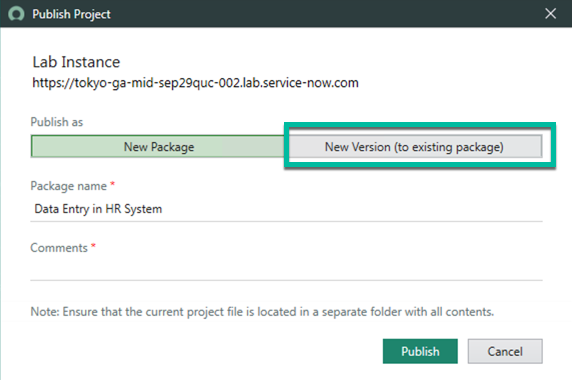 Publish Project
Lab Instance
https://tokyo-ga-mid-sep29quc-002.lab.service-now.com
Publish as
New Package
New Version (to existing package)
Package name *
Data Entry in HR System
Comments *
Note: Ensure that the current project file is located in a separate folder with all contents.
Publish
Cancel